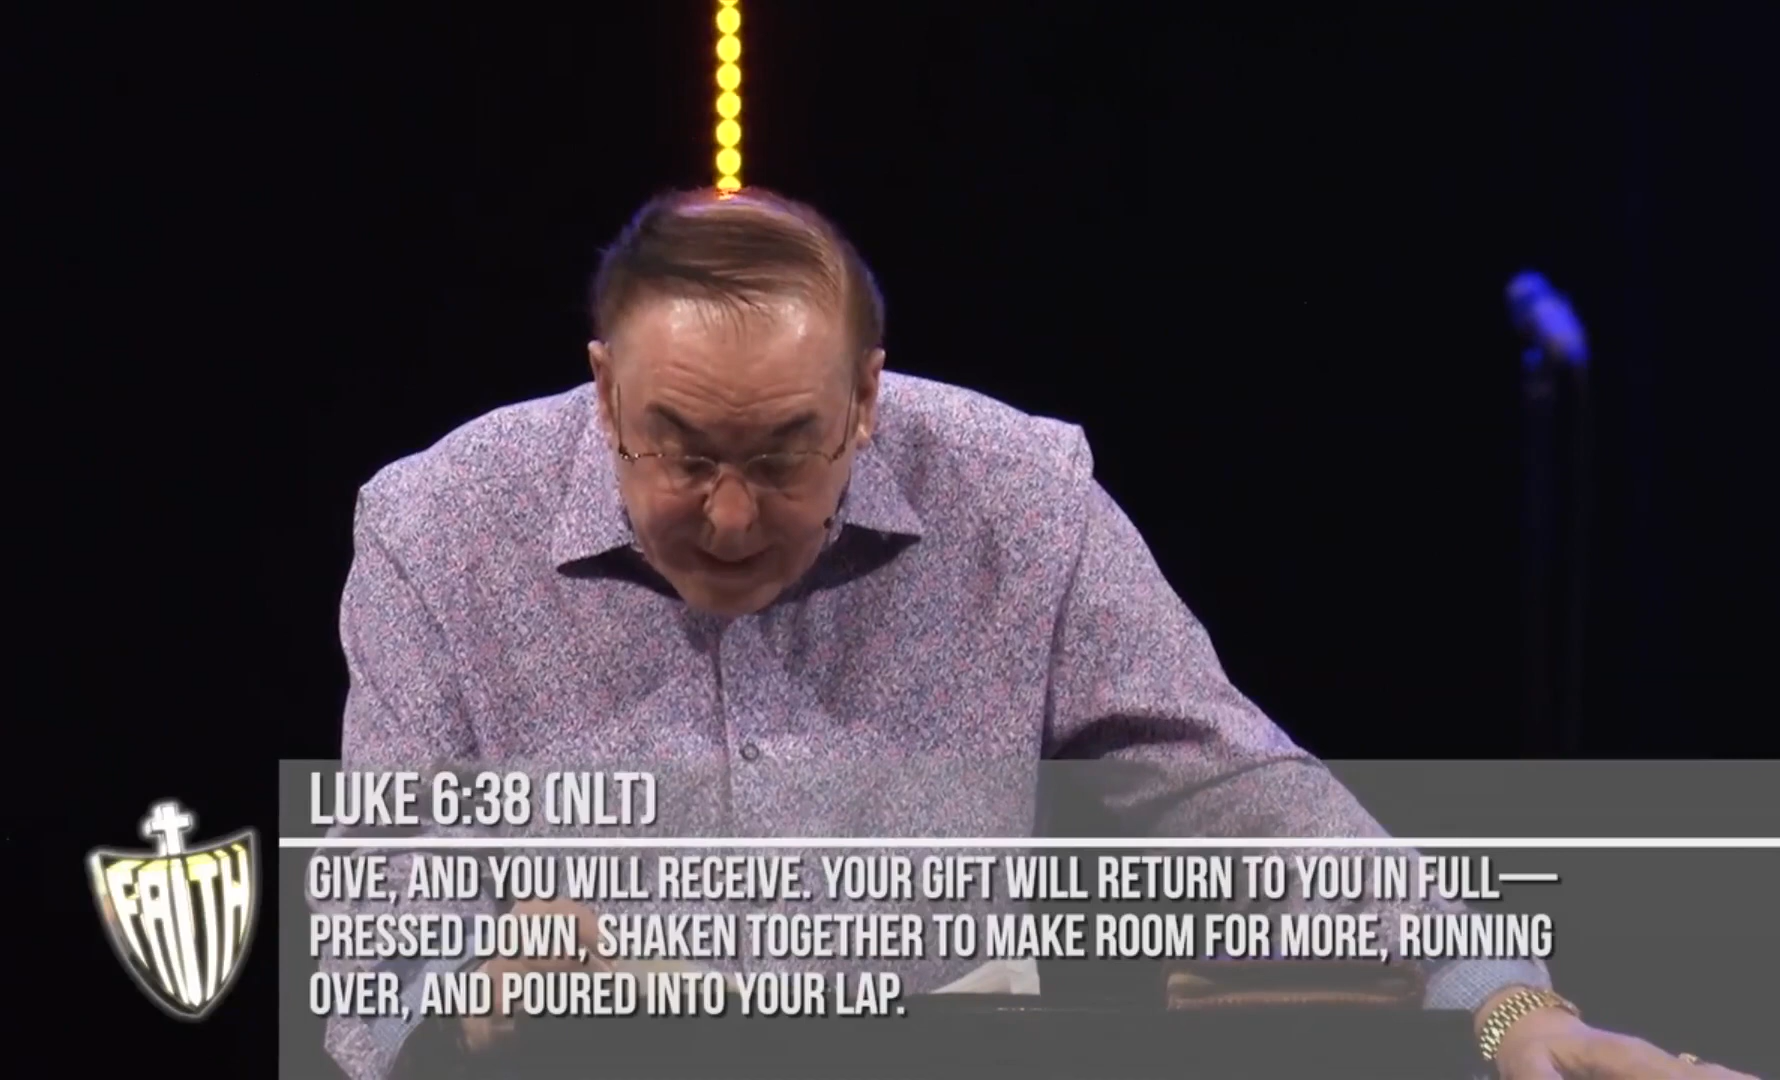 LUKE 6:38 (NLT)
GIVE, AND YOU WILL RECEIVE. YOUR GIFT WILL RETURN TO YOU IN FULL—
PRESSED DOWN, SHAKEN TOGETHER TO MAKE ROOM FOR MORE, RUNNING
OVER, AND POURED INTO YOUR LAP.
FAITH